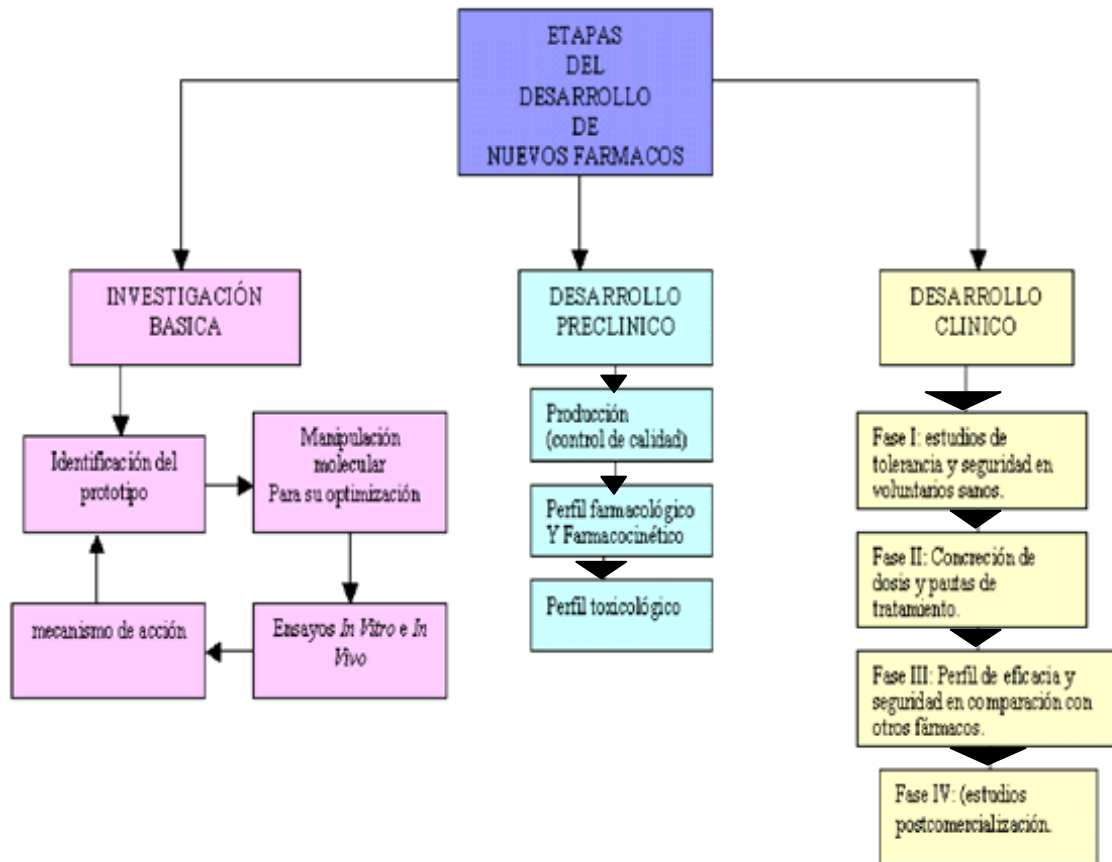 ETAPAS
DEL
DESARROLLO
DE
NUEVOS FARMACOS
INVESTIGACIÓN
BASICA
Identificación del
prototipo
Manipulación
molecular
Para su optimización
mecanismo de acción
Ensayos In Vitro e In
Vivo
DESARROLLO
PRECLINICO
Producción
(control de calidad)
Perfil farmacológico
Y Farmacocinético
Perfil toxicológico
DESARROLLO
CLINICO
Fase I: estudios de
tolerancia y seguridad en
voluntarios sanos.
Fase II: Concreción de
dosis y pautas de
tratamiento.
Fase III: Perfil de eficacia y
seguridad en comparación con
otros fármacos.
Fase IV: (estudios
postcomercialización.